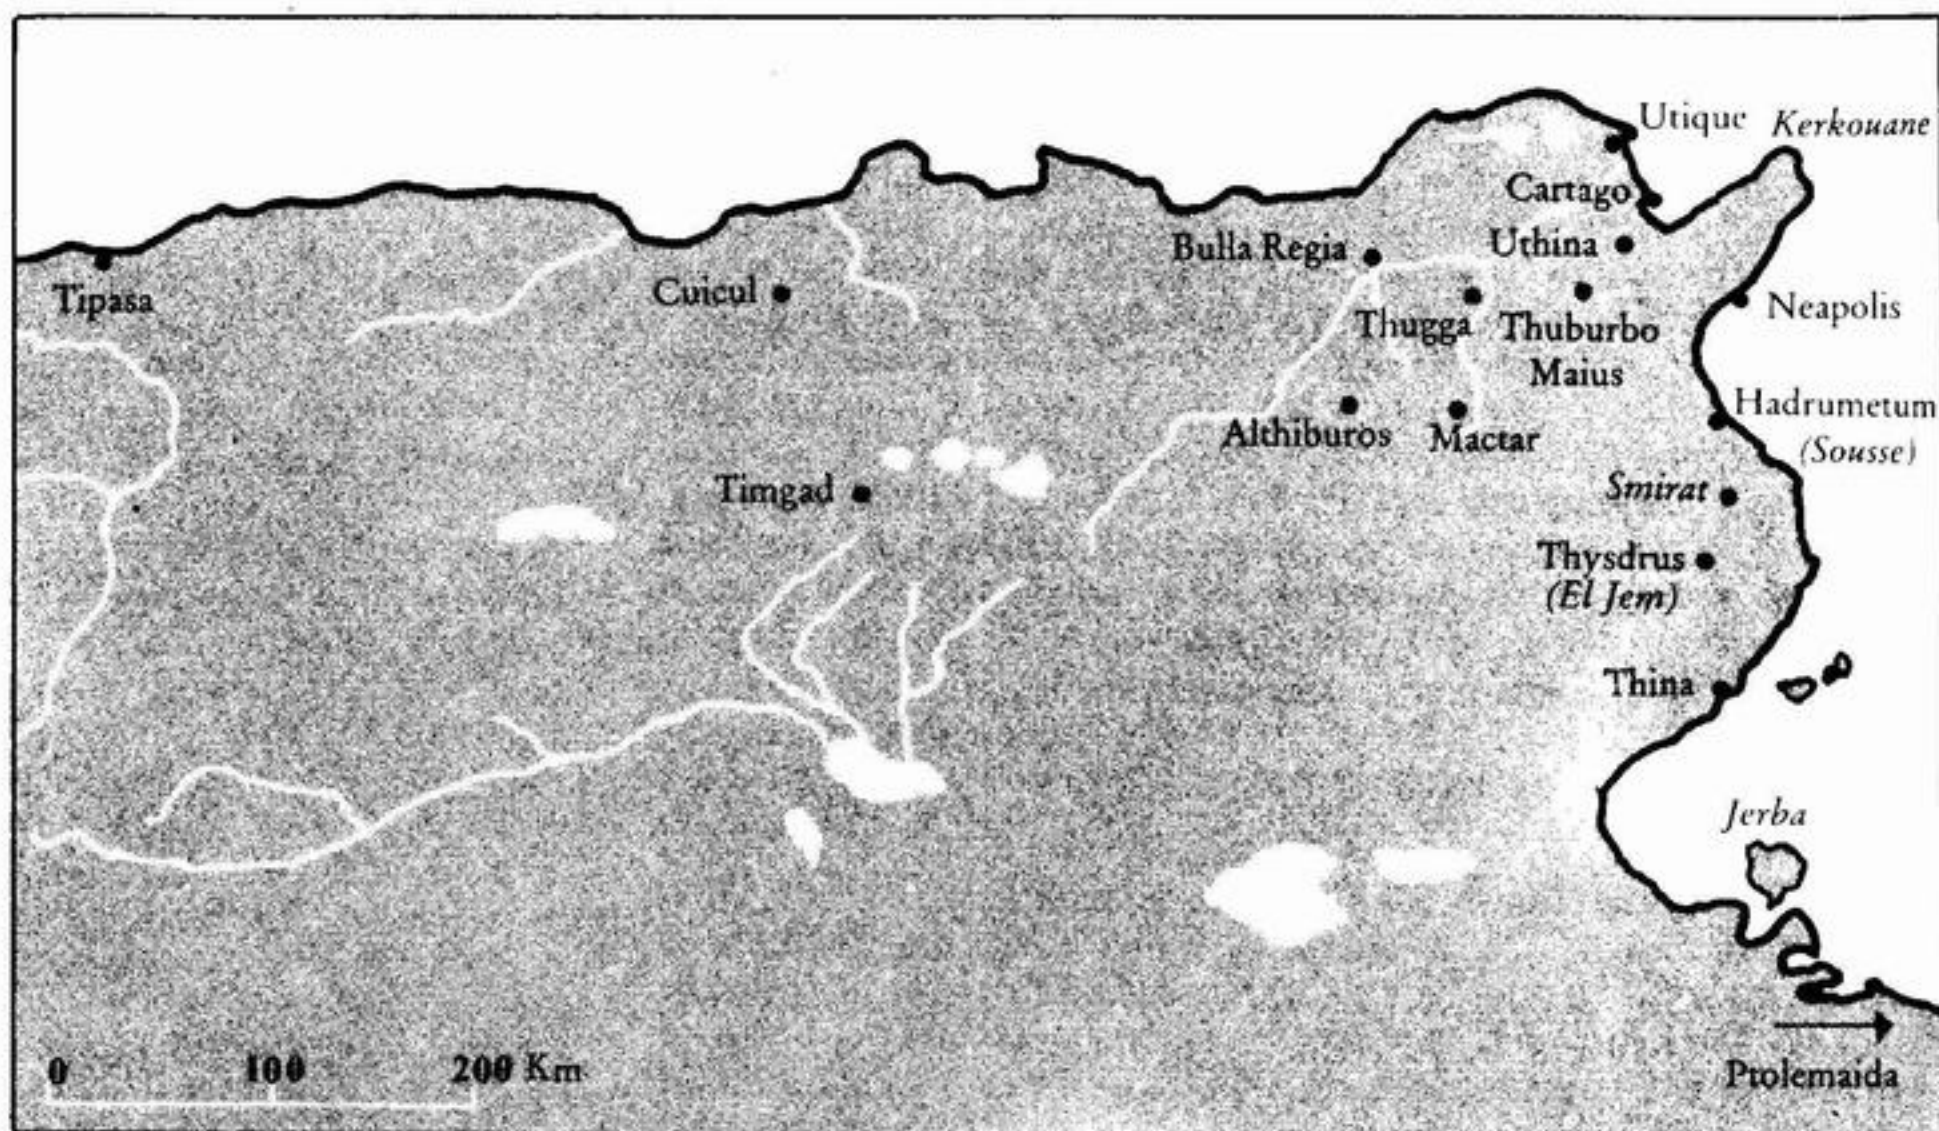 Utique
Kerkouane
Cartago
Uthina
Bulla Regia
Tipasa
Cuicul
Neapolis
Thugga
Thuburbo
Maius
Hadrumetum
(Sousse)
Althiburos
Mactar
Timgad
Smirat
Thysdrus
(El Jem)
Thina
Jerba
0 100 200 Km
Ptolemaida